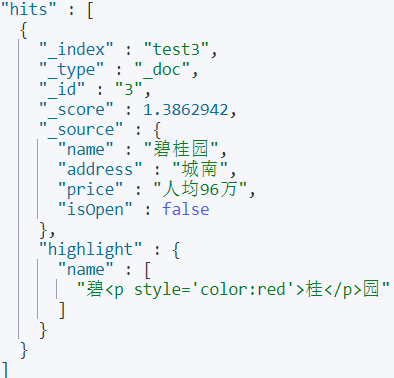 "hits" : [
{
"_index" : "test3",
"_type" : "_doc",
"_id" : "3",
"_score" : 1.3862942,
"_source" : {
"name" : "碧桂园",
"address" : "城南",
"price" : "人均96万",
"isOpen" : false
},
"highlight" : {
"name" : [
"碧<p style='color:red'>桂</p>园"
]
}
}
]